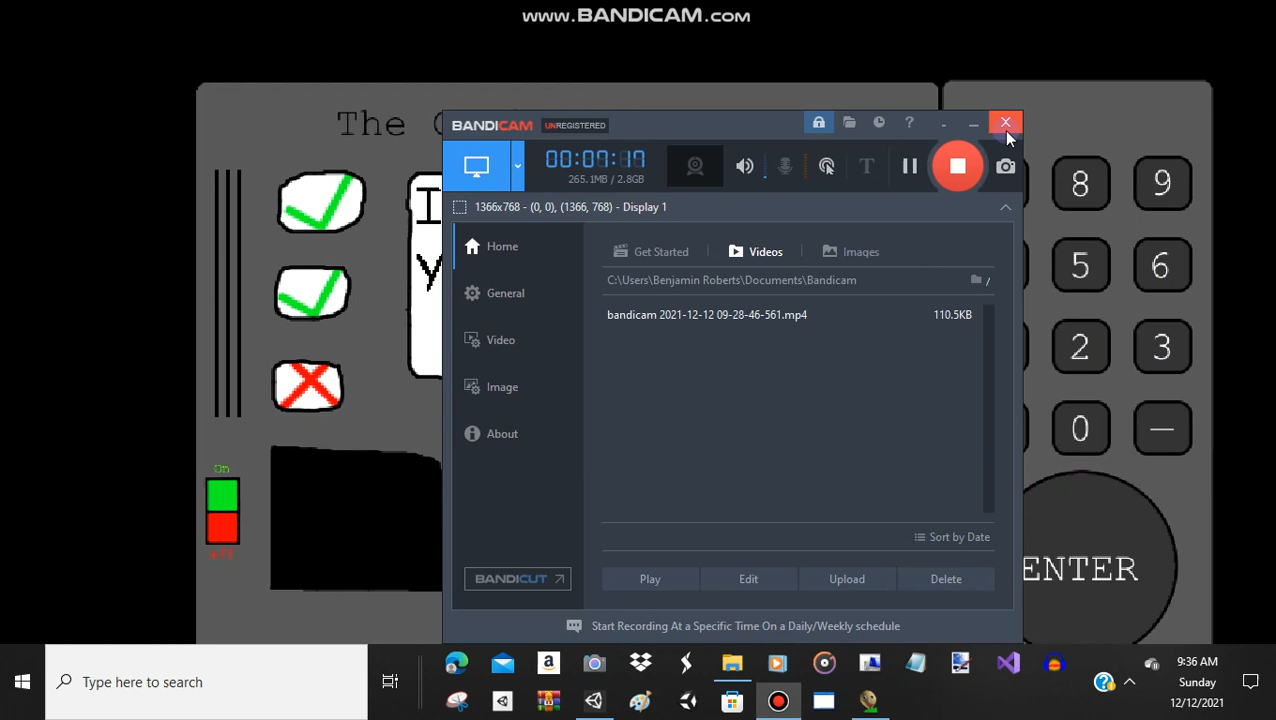 www.BANDICAM.com
The C
BANDICAM UNREGISTERED
00:07:17
265.1MB / 2.8GB
1366x768 - (0, 0), (1366, 768) - Display 1
Home
General
Video
Image
About
BANDICUT
Get Started
Videos
Images
C:\Users\Benjamin Roberts\Documents\Bandicam
bandicam 2021-12-12 09-28-46-561.mp4 110.5KB
Sort by Date
Play Edit Upload Delete
Start Recording At a Specific Time On a Daily/Weekly schedule
I
y
On
off
8 9
5 6
2 3
0 —
ENTER
Type here to search
9:36 AM
Sunday
12/12/2021